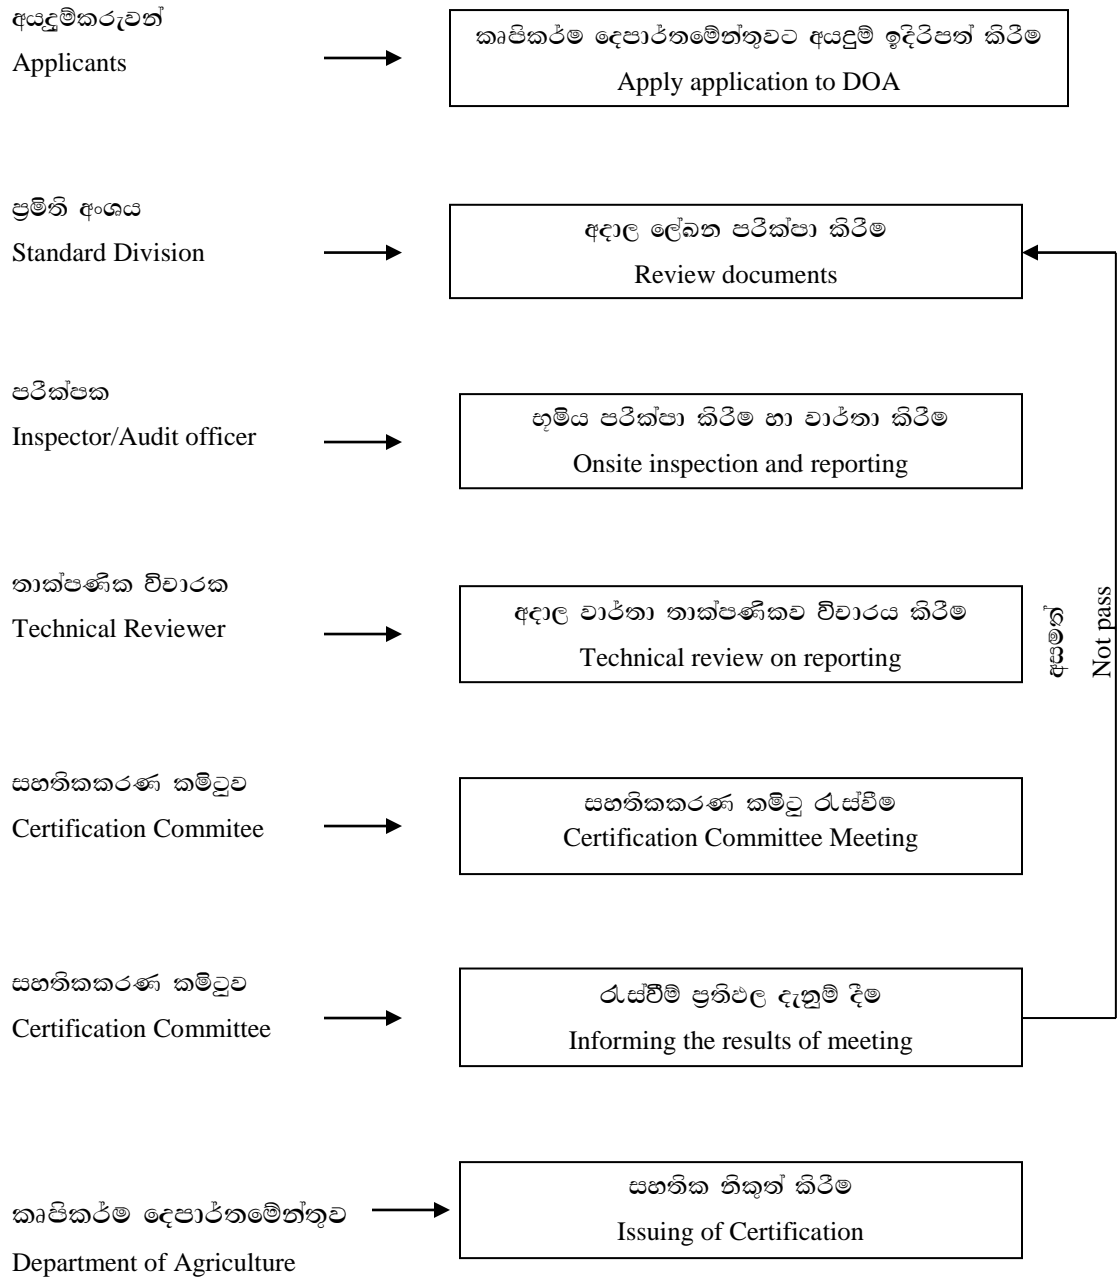 අයදුම්කරුවන්
Applicants
කෘපිකර්ම දෙපාර්තමේන්තුවට අයදුම් ඉදිරිපත් කිරීම
Apply application to DOA
ප්‍රමිති අංශය
Standard Division
අදාල ලේඛන පරීක්පා කිරීම
Review documents
පරීක්පක
Inspector/Audit officer
භූමිය පරීක්පා කිරීම හා වාර්තා කිරීම
Onsite inspection and reporting
තාක්පණික විචාරක
Technical Reviewer
අදාල වාර්තා තාක්පණිකව විචාරය කිරීම
Technical review on reporting
අසමත්
Not pass
සහතිකකරණ කමිටුව
Certification Commitee
සහතිකකරණ කමිටු රැස්වීම
Certification Committee Meeting
සහතිකකරණ කමිටුව
Certification Committee
රැස්වීම් ප්‍රතිඵල දැනුම් දීම
Informing the results of meeting
කෘපිකර්ම දෙපාර්තමේන්තුව
Department of Agriculture
සහතික නිකුත් කිරීම
Issuing of Certification